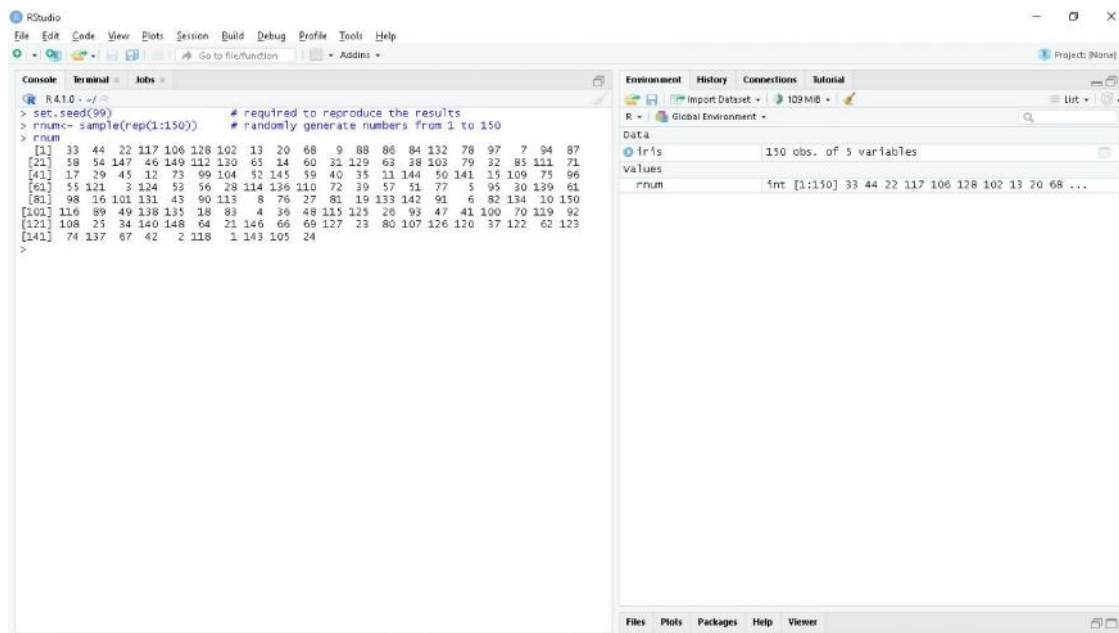 RStudio
File Edit Code View Plots Session Build Debug Profile Tools Help
Go to file/function Addins
Project: (None)
Console Terminal Jobs
R 4.1.0 · ~/
> set.seed(99) # required to reproduce the results
> rnum<- sample(rep(1:150)) # randomly generate numbers from 1 to 150
> rnum
[1] 33 44 22 117 106 128 102 13 20 68 9 88 86 84 132 78 97 7 94 87
[21] 58 54 147 46 149 112 130 65 14 60 31 129 63 38 103 79 32 85 111 71
[41] 17 29 45 12 73 99 104 52 145 59 40 35 11 144 50 141 15 109 75 96
[61] 55 121 3 124 53 56 28 114 136 110 72 39 57 51 77 5 95 30 139 61
[81] 98 16 101 131 43 90 113 8 76 27 81 19 133 142 91 6 82 134 10 150
[101] 116 89 49 138 135 18 83 4 36 48 115 125 26 93 47 41 100 70 119 92
[121] 108 25 34 140 148 64 21 146 66 69 127 23 80 107 126 120 37 122 62 123
[141] 74 137 67 42 2 118 1 143 105 24
>
Environment History Connections Tutorial
Import Dataset 109 MiB List
R Global Environment
Data
iris 150 obs. of 5 variables
Values
rnum int [1:150] 33 44 22 117 106 128 102 13 20 68 ...
Files Plots Packages Help Viewer